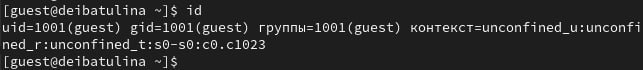 [guest@deibatulina ~]$ id
uid=1001(guest) gid=1001(guest) группы=1001(guest) контекст=unconfined_u:unconfi
ned_r:unconfined_t:s0-s0:c0.c1023
[guest@deibatulina ~]$